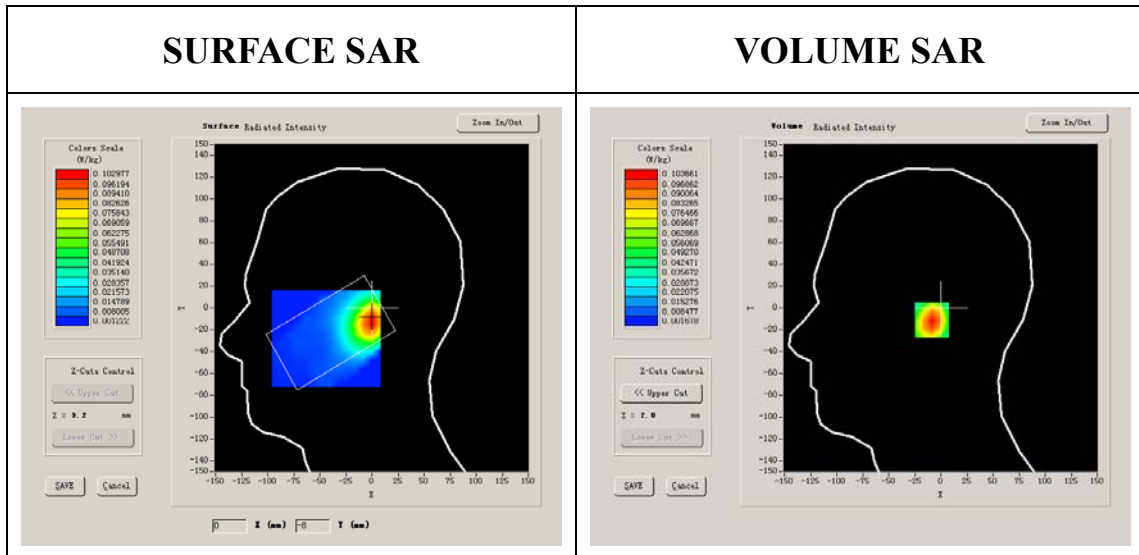 SURFACE SAR
VOLUME SAR
Surface Radiated Intensity
Zoom In/Out
Colors Scale
(W/kg)
0.102977
0.096194
0.089410
0.082626
0.075843
0.069059
0.062275
0.055491
0.048708
0.041924
0.035140
0.028357
0.021573
0.014789
0.008005
0.001222
150
140
120
100
80
60
40
20
0
-20
-40
-60
-80
-100
-120
-140
-150
Y
-150 -125 -100 -75 -50 -25 0 25 50 75 100 125 150
X
Z-Cuts Control
<< Upper Cut
Z = 3.2 mm
Lower Cut >>
SAVE
Cancel
0 X (mm) -8 Y (mm)
Volume Radiated Intensity
Zoom In/Out
Colors Scale
(W/kg)
0.103661
0.096862
0.090064
0.083265
0.076466
0.069667
0.062868
0.056069
0.049270
0.042471
0.035672
0.028873
0.022075
0.015276
0.008477
0.001678
150
140
120
100
80
60
40
20
0
-20
-40
-60
-80
-100
-120
-140
-150
Y
-150 -125 -100 -75 -50 -25 0 25 50 75 100 125 150
X
Z-Cuts Control
<< Upper Cut
Z = 2.0 mm
Lower Cut >>
SAVE
Cancel